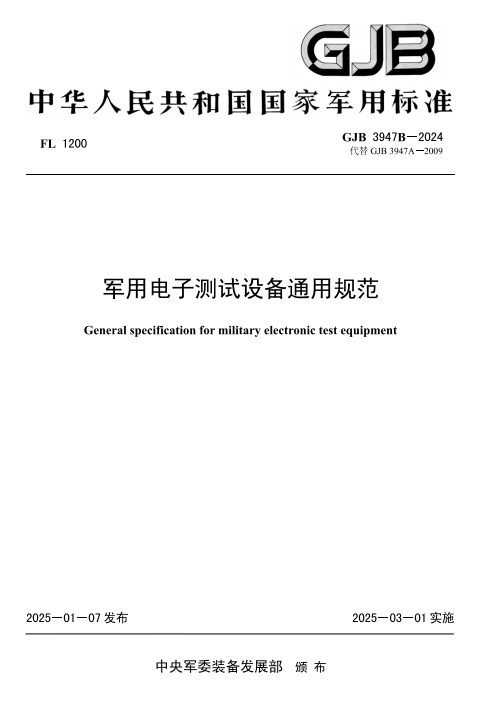 GJB
中华人民共和国国家军用标准
FL 1200
GJB 3947B—2024
代替 GJB 3947A—2009
军用电子测试设备通用规范
General specification for military electronic test equipment
2025—01—07 发布
2025—03—01 实施
中央军委装备发展部 颁 布